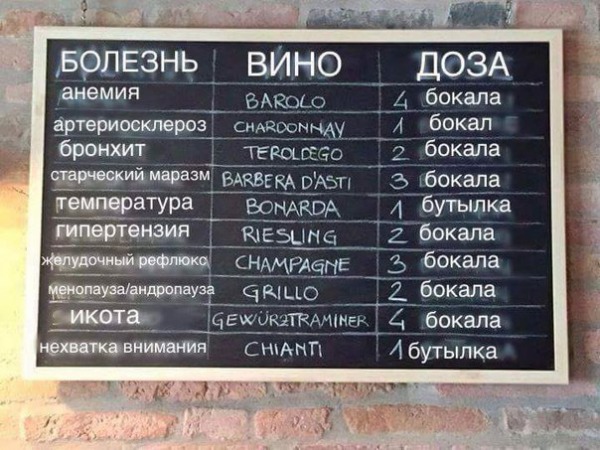 БОЛЕЗНЬ ВИНО ДОЗА
анемия BAROLO 4 бокала
артериосклероз CHARDONNAY 1 бокал
бронхит TEROLDEGO 2 бокала
старческий маразм BARBERA D'ASTI 3 бокала
температура BONARDA 1 бутылка
гипертензия RIESLING 2 бокала
желудочный рефлюкс CHAMPAGNE 3 бокала
менопауза/андропауза GRILLO 2 бокала
икота GEWÜRZTRAMINER 4 бокала
нехватка внимания CHIANTI 1 бутылка